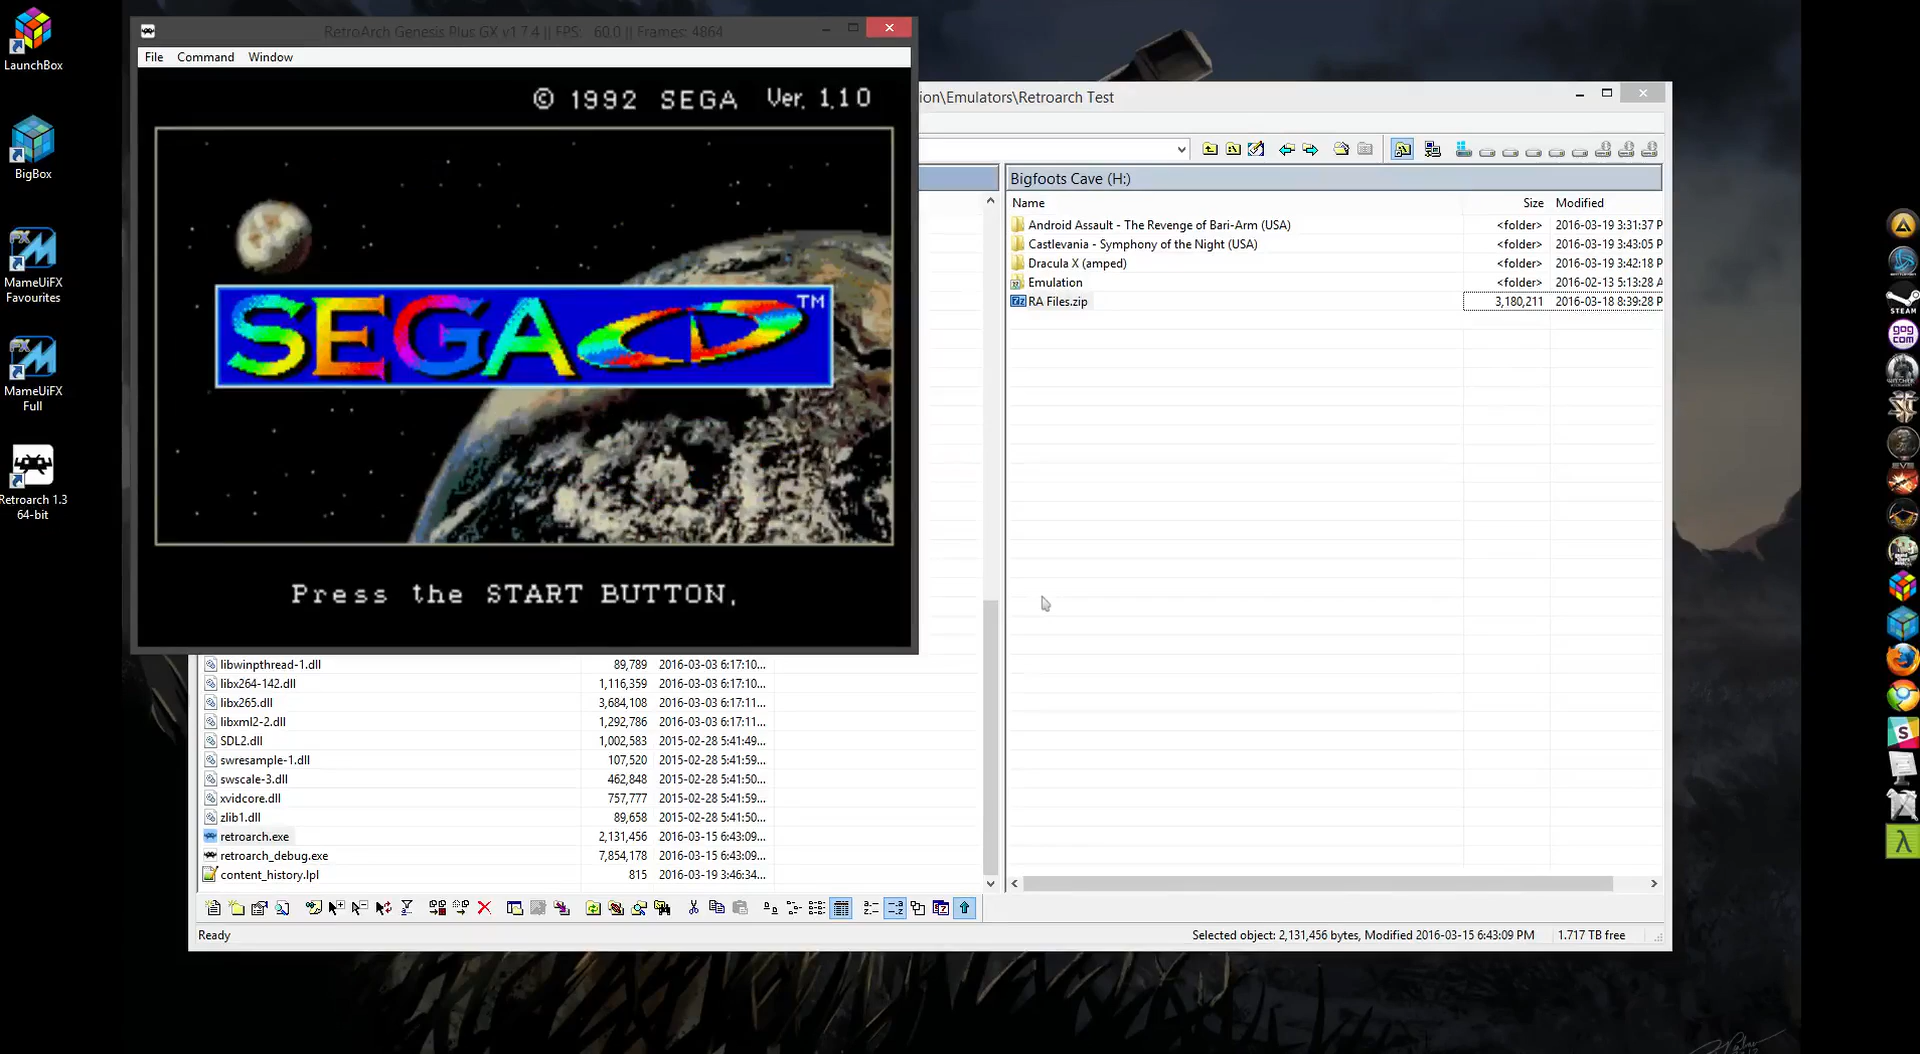 LaunchBox
BigBox
MameUiFX
Favourites
MameUiFX
Full
Retroarch 1.3
64-bit
RetroArch Genesis Plus GX v1.7.4 || FPS: 60.0 || Frames: 4864
File Command Window
© 1992 SEGA Ver. 1.10
SEGA CD TM
Press the START BUTTON.
ion\Emulators\Retroarch Test
Bigfoots Cave (H:)
Name Size Modified
Android Assault - The Revenge of Bari-Arm (USA) <folder> 2016-03-19 3:31:37 P
Castlevania - Symphony of the Night (USA) <folder> 2016-03-19 3:43:05 P
Dracula X (amped) <folder> 2016-03-19 3:42:18 P
Emulation <folder> 2016-02-13 5:13:28 A
RA Files.zip 3,180,211 2016-03-18 8:39:28 P
libwinpthread-1.dll 89,789 2016-03-03 6:17:10...
libx264-142.dll 1,116,359 2016-03-03 6:17:10...
libx265.dll 3,684,108 2016-03-03 6:17:11...
libxml2-2.dll 1,292,786 2016-03-03 6:17:11...
SDL2.dll 1,002,583 2015-02-28 5:41:49...
swresample-1.dll 107,520 2015-02-28 5:41:59...
swscale-3.dll 462,848 2015-02-28 5:41:50...
xvidcore.dll 757,777 2015-02-28 5:41:59...
zlib1.dll 89,658 2015-02-28 5:41:50...
retroarch.exe 2,131,456 2016-03-15 6:43:09...
retroarch_debug.exe 7,854,178 2016-03-15 6:43:09...
content_history.lpl 815 2016-03-19 3:46:34...
Ready
Selected object: 2,131,456 bytes, Modified 2016-03-15 6:43:09 PM 1.717 TB free
STEAM
gog
com
EVE
S
λ